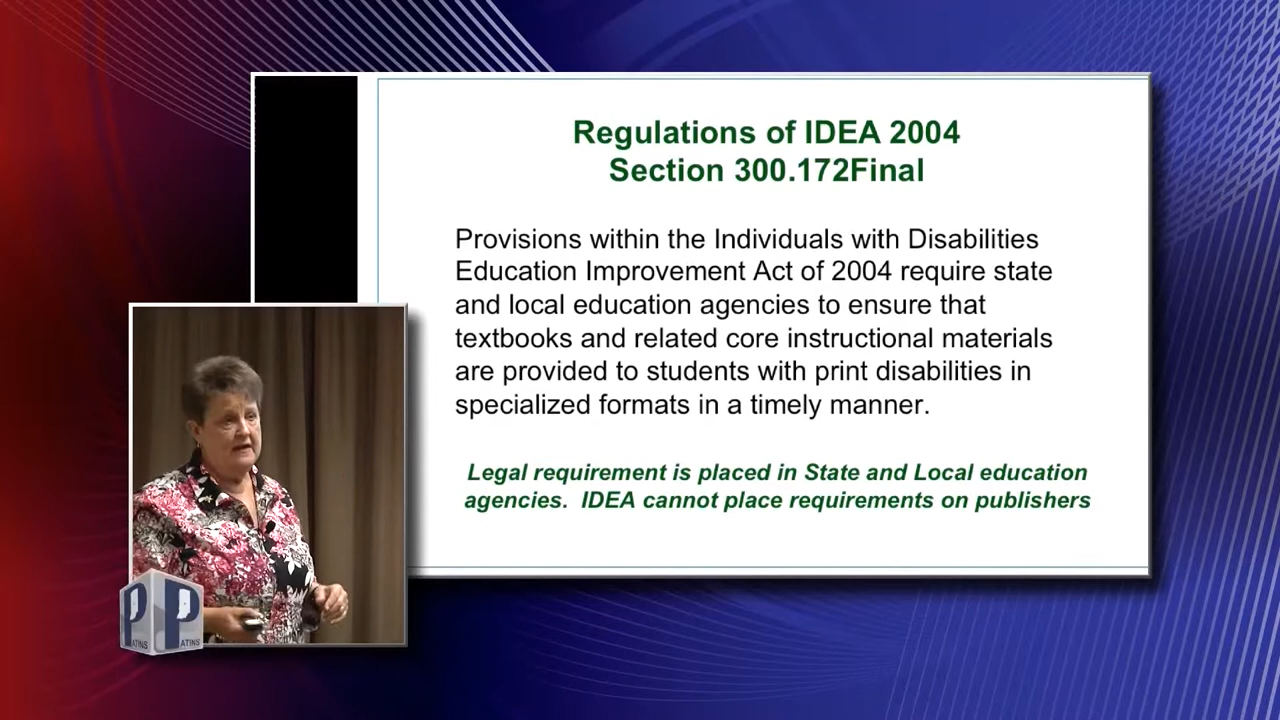 Regulations of IDEA 2004
Section 300.172Final
Provisions within the Individuals with Disabilities
Education Improvement Act of 2004 require state
and local education agencies to ensure that
textbooks and related core instructional materials
are provided to students with print disabilities in
specialized formats in a timely manner.
Legal requirement is placed in State and Local education
agencies.  IDEA cannot place requirements on publishers
P ATINS P ATINS